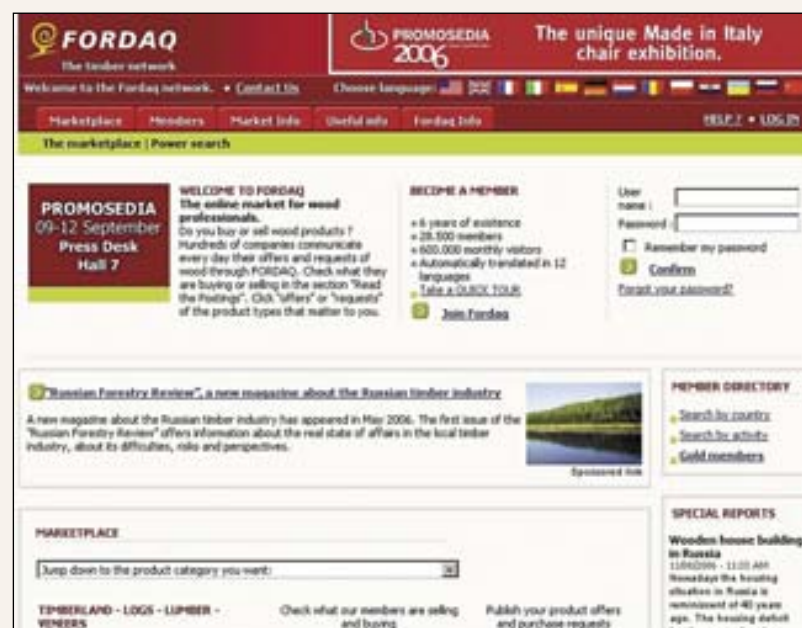 FORDAQ
The timber network
PROMOSEDIA
2006
The unique Made in Italy
chair exhibition.
Welcome to the Fordaq network. • Contact Us
Choose language:
Marketplace
Members
Market Info
Useful info
Fordaq Info
HELP ? • LOG IN
The marketplace | Power search
PROMOSEDIA
09-12 September
Press Desk
Hall 7
WELCOME TO FORDAQ
The online market for wood
professionals.
Do you buy or sell wood products ?
Hundreds of companies communicate
every day their offers and requests of
wood through FORDAQ. Check what they
are buying or selling in the section "Read
the Postings". Click "offers" or "requests"
of the product types that matter to you.
BECOME A MEMBER
6 years of existence
28.500 members
600.000 monthly visitors
Automatically translated in 12
languages
Take a QUICK TOUR
Join Fordaq
User
name :
Password :
Remember my password
Confirm
Forgot your password?
"Russian Forestry Review", a new magazine about the Russian timber industry
A new magazine about the Russian timber industry has appeared in May 2006. The first issue of the
"Russian Forestry Review" offers information about the real state of affairs in the local timber
industry, about its difficulties, risks and perspectives.
Sponsored link
MEMBER DIRECTORY
Search by country
Search by activity
Gold members
MARKETPLACE
Jump down to the product category you want:
TIMBERLAND - LOGS - LUMBER -
VENEERS
Check what our members are selling
and buying
Publish your product offers
and purchase requests
SPECIAL REPORTS
Wooden house building
in Russia
Nowadays the housing
situation in Russia is
reminiscent of 40 years
ago. The housing deficit